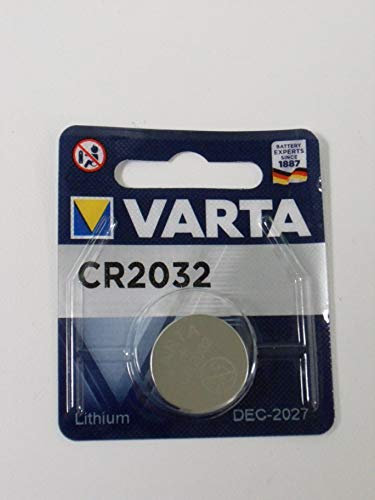 BATTERY
EXPERTS
SINCE
1887
VARTA
CR2032
Lithium
DEC-2027